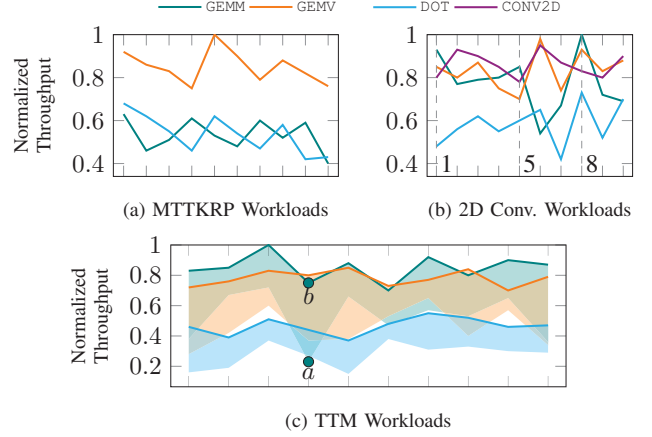 GEMM GEMV DOT CONV2D
Normalized
Throughput
1
0.8
0.6
0.4
(a) MTTKRP Workloads
1
0.8
0.6
0.4
1 5 8
(b) 2D Conv. Workloads
Normalized
Throughput
1
0.8
0.6
0.4
0.2
b
a
(c) TTM Workloads